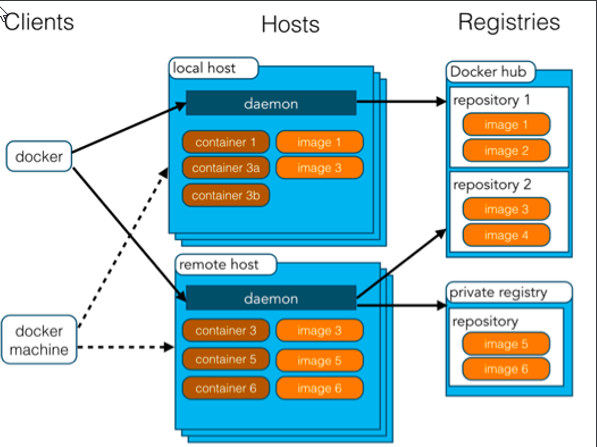 Clients
Hosts
Registries
local host
daemon
container 1
image 1
container 3a
image 3
container 3b
docker
remote host
daemon
container 3
image 3
container 5
image 5
container 6
image 6
docker
machine
Docker hub
repository 1
image 1
image 2
repository 2
image 3
image 4
private registry
repository
image 5
image 6